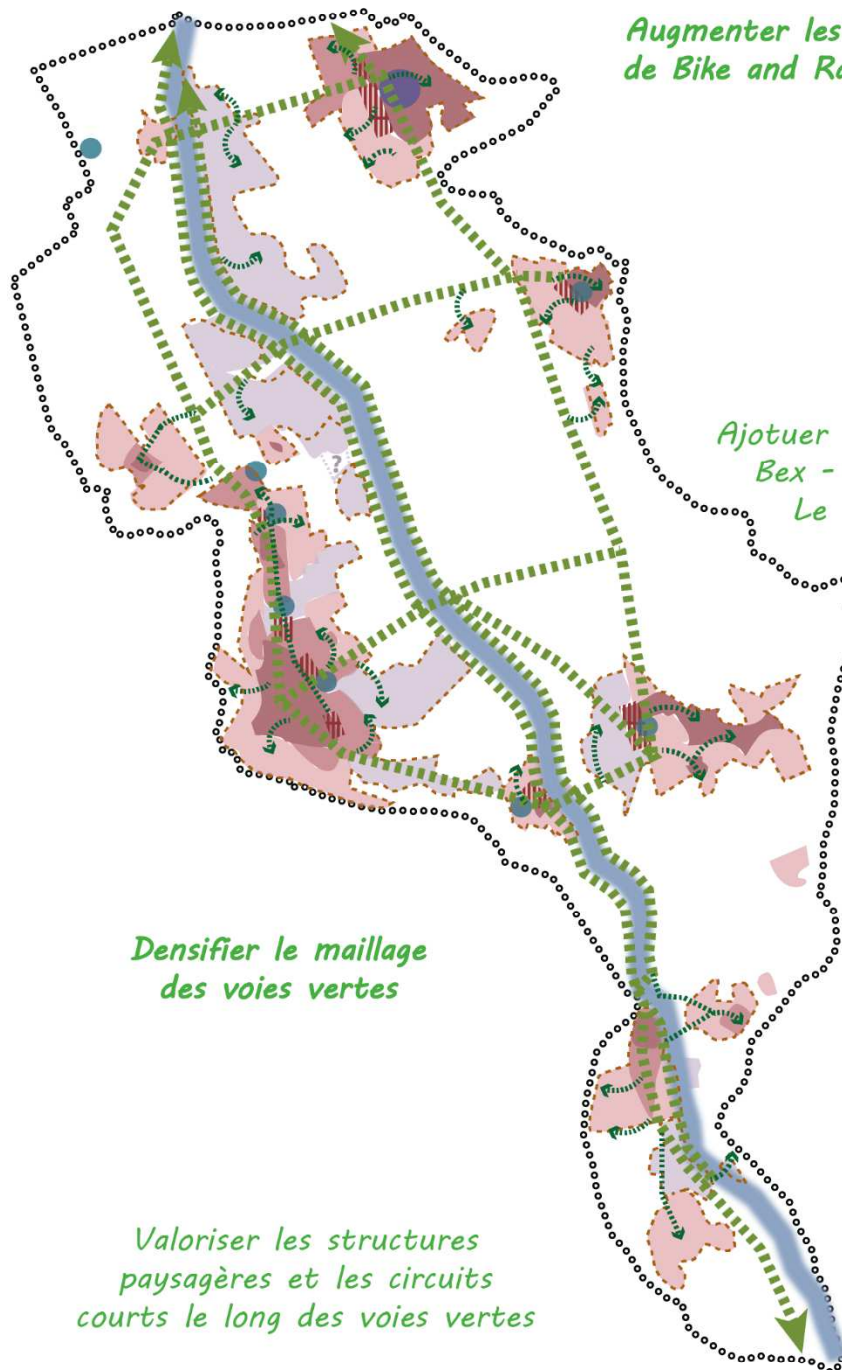 Augmenter les
de Bike and R
Ajotuer
Bex -
Le
?
Densifier le maillage
des voies vertes
Valoriser les structures
paysagères et les circuits
courts le long des voies vertes